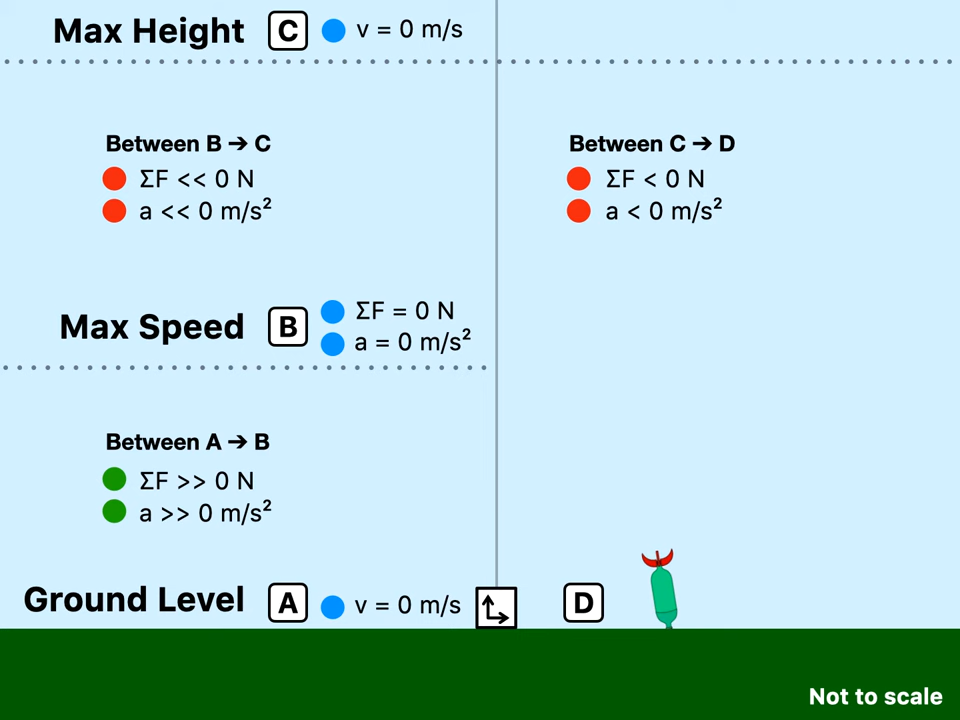 Max Height C v = 0 m/s
Between B ➔ C
ΣF << 0 N
a << 0 m/s²
Between C ➔ D
ΣF < 0 N
a < 0 m/s²
Max Speed B ΣF = 0 N
a = 0 m/s²
Between A ➔ B
ΣF >> 0 N
a >> 0 m/s²
Ground Level A v = 0 m/s
D
Not to scale